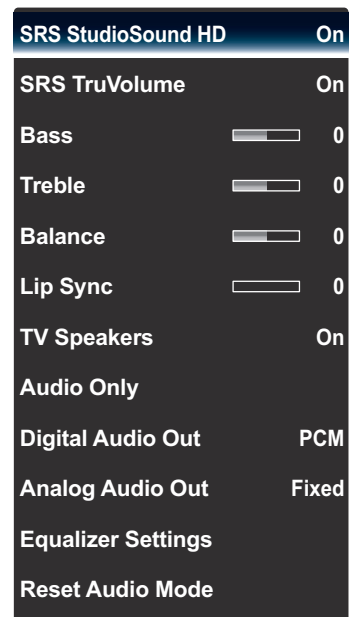 SRS StudioSound HD On
SRS TruVolume On
Bass 0
Treble 0
Balance 0
Lip Sync 0
TV Speakers On
Audio Only
Digital Audio Out PCM
Analog Audio Out Fixed
Equalizer Settings
Reset Audio Mode